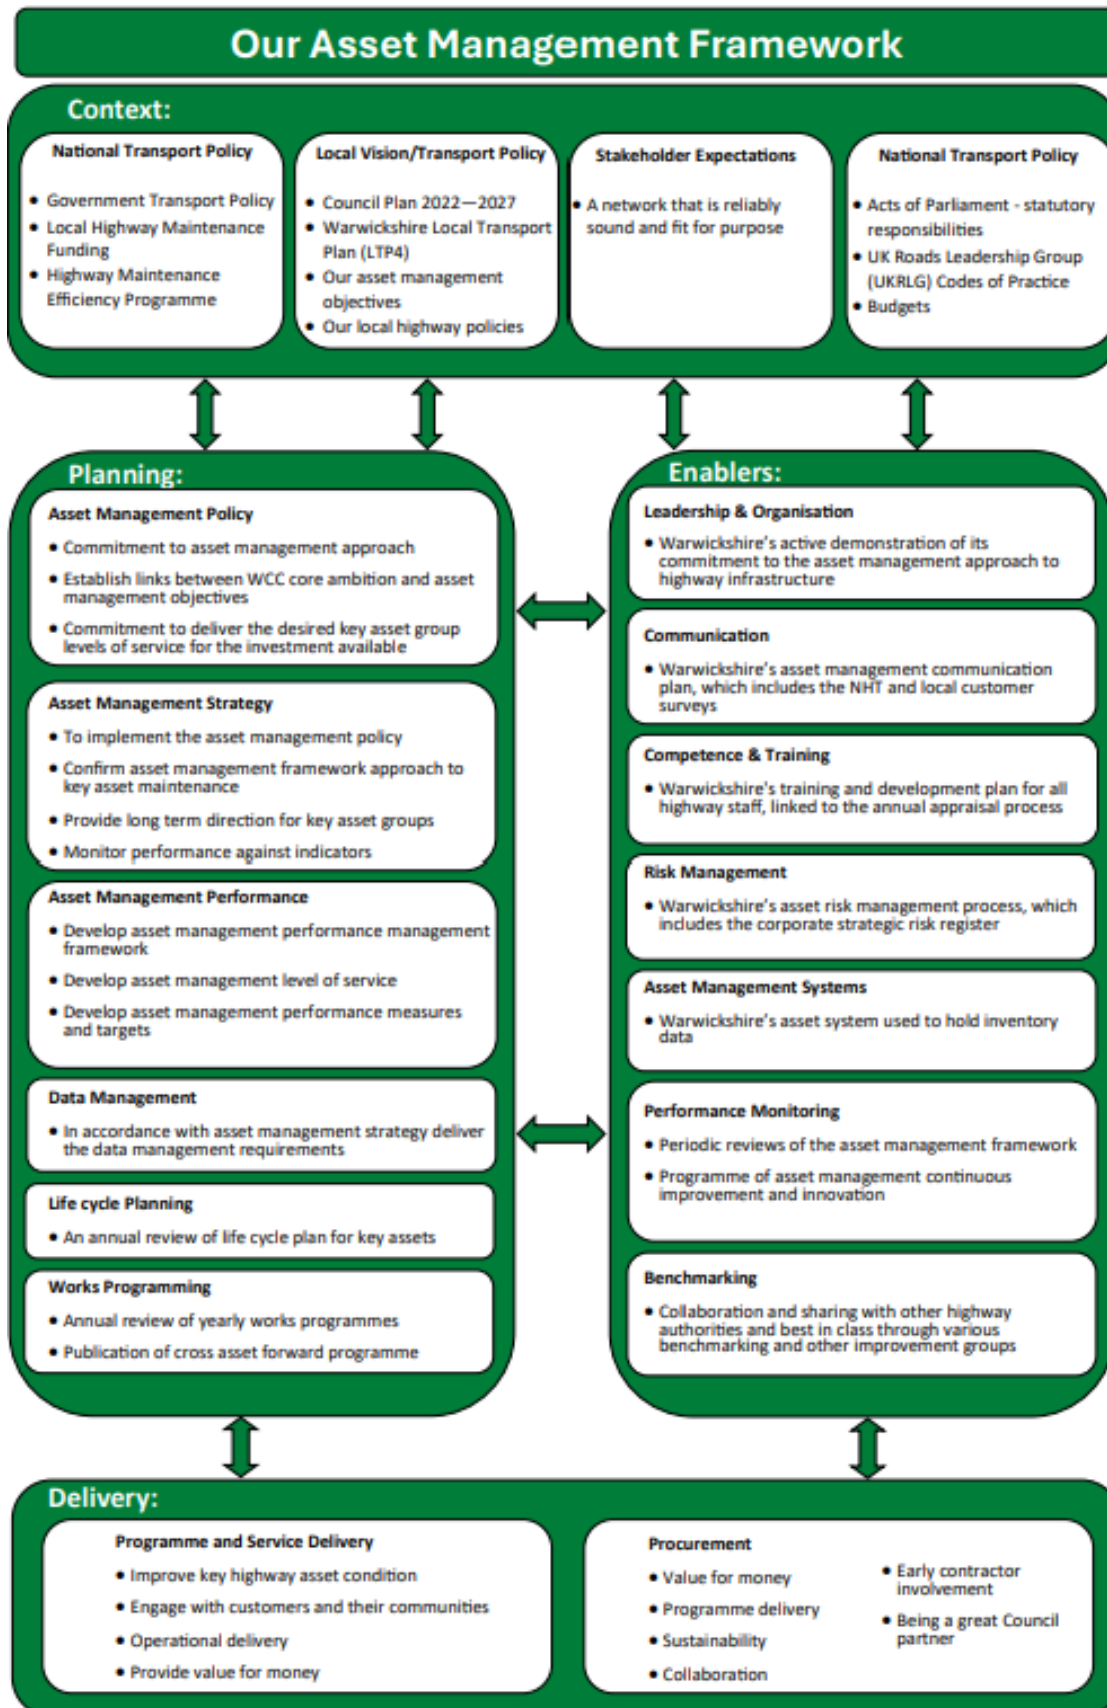 Our Asset Management Framework
Context:
National Transport Policy
• Government Transport Policy
• Local Highway Maintenance
Funding
• Highway Maintenance
Efficiency Programme
Local Vision/Transport Policy
• Council Plan 2022—2027
• Warwickshire Local Transport
Plan (LTP4)
• Our asset management
objectives
• Our local highway policies
Stakeholder Expectations
• A network that is reliably
sound and fit for purpose
National Transport Policy
• Acts of Parliament - statutory
responsibilities
• UK Roads Leadership Group
(UKRLG) Codes of Practice
• Budgets
Planning:
Asset Management Policy
• Commitment to asset management approach
• Establish links between WCC core ambition and asset
management objectives
• Commitment to deliver the desired key asset group
levels of service for the investment available
Asset Management Strategy
• To implement the asset management policy
• Confirm asset management framework approach to
key asset maintenance
• Provide long term direction for key asset groups
• Monitor performance against indicators
Asset Management Performance
• Develop asset management performance management
framework
• Develop asset management level of service
• Develop asset management performance measures
and targets
Data Management
• In accordance with asset management strategy deliver
the data management requirements
Life cycle Planning
• An annual review of life cycle plan for key assets
Works Programming
• Annual review of yearly works programmes
• Publication of cross asset forward programme
Enablers:
Leadership & Organisation
• Warwickshire's active demonstration of its
commitment to the asset management approach to
highway infrastructure
Communication
• Warwickshire's asset management communication
plan, which includes the NHT and local customer
surveys
Competence & Training
• Warwickshire's training and development plan for all
highway staff, linked to the annual appraisal process
Risk Management
• Warwickshire's asset risk management process, which
includes the corporate strategic risk register
Asset Management Systems
• Warwickshire's asset system used to hold inventory
data
Performance Monitoring
• Periodic reviews of the asset management framework
• Programme of asset management continuous
improvement and innovation
Benchmarking
• Collaboration and sharing with other highway
authorities and best in class through various
benchmarking and other improvement groups
Delivery:
Programme and Service Delivery
• Improve key highway asset condition
• Engage with customers and their communities
• Operational delivery
• Provide value for money
Procurement
• Value for money
• Programme delivery
• Sustainability
• Collaboration
• Early contractor
involvement
• Being a great Council
partner